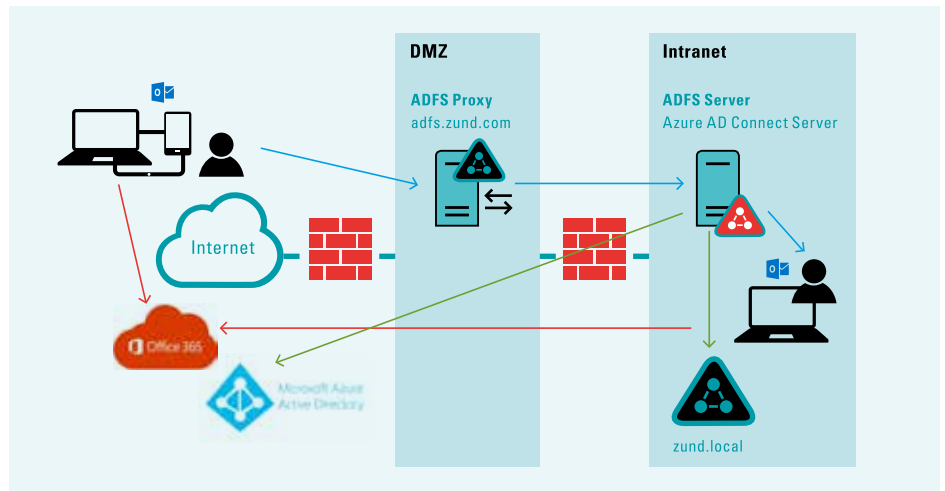 DMZ
ADFS Proxy
adfs.zund.com
Intranet
ADFS Server
Azure AD Connect Server
Internet
Office 365
Microsoft Azure
Active Directory
zund.local